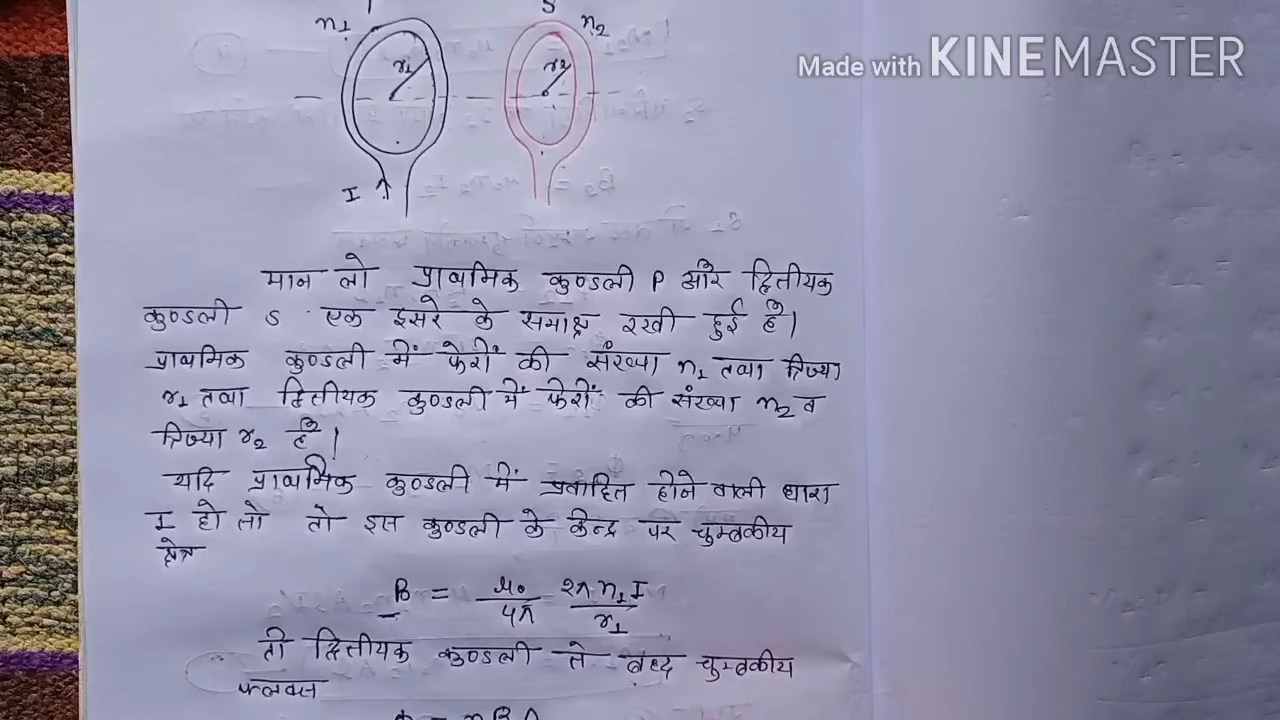 Made with KINEMASTER
n₁ S n₂
r₁ r₂
I
मान लो प्राथमिक कुण्डली P और द्वितीयक
कुण्डली S एक दूसरे के समाक्ष रखी हुई है।
प्राथमिक कुण्डली में फेरों की संख्या n₁ तथा त्रिज्या
r₁ तथा द्वितीयक कुण्डली में फेरों की संख्या n₂ व
त्रिज्या r₂ है।
यदि प्राथमिक कुण्डली में प्रवाहित होने वाली धारा
I हो तो तो इस कुण्डली के केन्द्र पर चुम्बकीय
क्षेत्र
B = μ₀/4π 2π n₁ I/r₁
तो द्वितीयक कुण्डली से बध्द चुम्बकीय
फ्लक्स